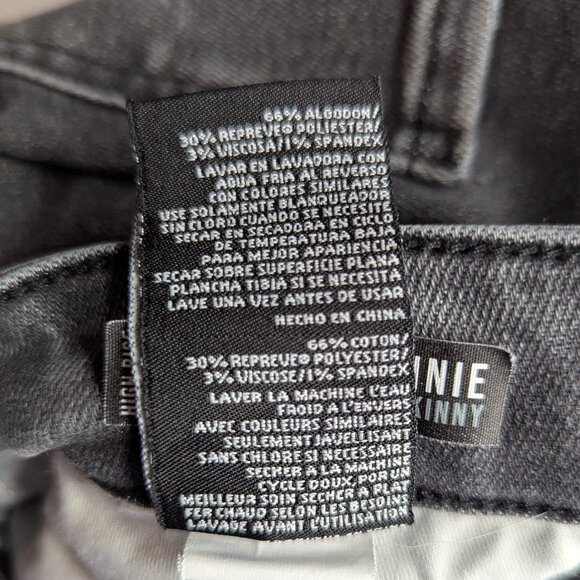 66% ALGODON/
30% REPREVE® POLIESTER/
3% VISCOSA/1% SPANDEX
LAVAR EN LAVADORA CON
AGUA FRIA AL REVERSO
CON COLORES SIMILARES
USE SOLAMENTE BLANQUEADOR
SIN CLORO CUANDO SE NECESITE
SECAR EN SECADORA EN CICLO
DE TEMPERATURA BAJA
PARA MEJOR APARIENCIA
SECAR SOBRE SUPERFICIE PLANA
PLANCHA TIBIA SI SE NECESITA
LAVE UNA VEZ ANTES DE USAR
HECHO EN CHINA
66% COTON/
30% REPREVE® POLYESTER/
3% VISCOSE/1% SPANDEX
LAVER LA MACHINE L'EAU
FROID A L'ENVERS
AVEC COULEURS SIMILAIRES
SEULEMENT JAVELLISANT
SANS CHLORE SI NECESSAIRE
SECHER A LA MACHINE
CYCLE DOUX, POR UN
MEILLEUR SOIN SECHER A PLAT
FER CHAUD SELON LES BESOINS
LAVAGE AVANT L'UTILISATION
HIGH RISE
NIE
KINNY